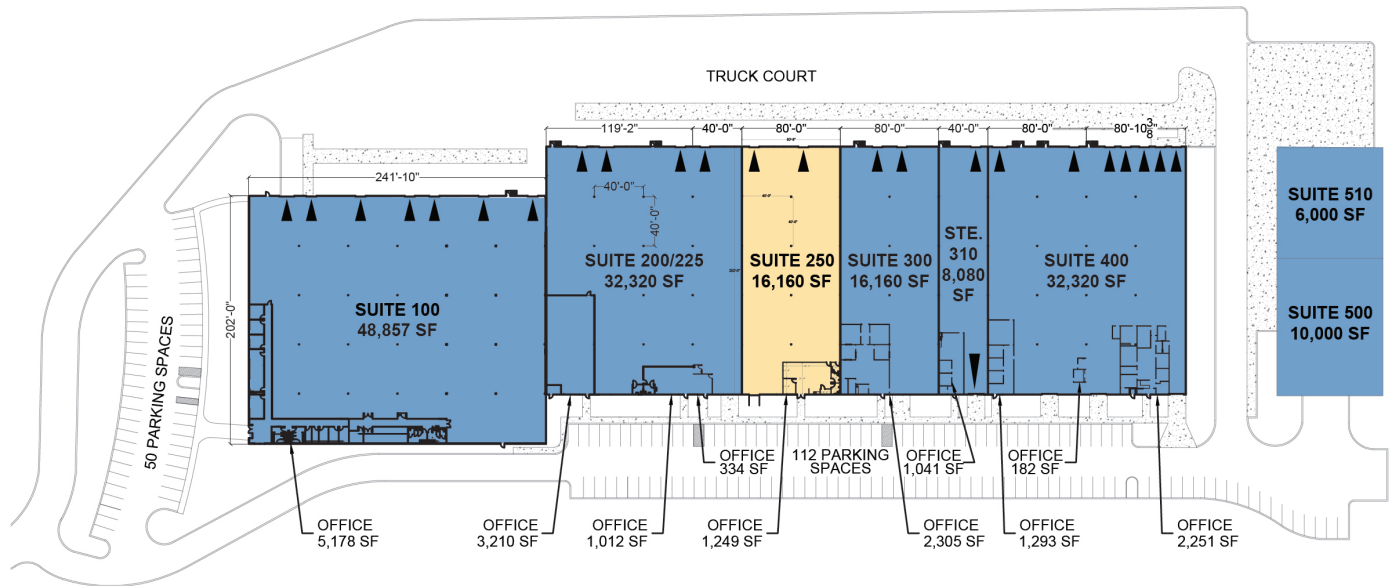 TRUCK COURT
119'-2"
40'-0"
80'-0"
80'-0"
40'-0"
80'-0"
80'-10 3/8"
241'-10"
202'-0"
40'-0"
40'-0"
SUITE 100
48,857 SF
SUITE 200/225
32,320 SF
SUITE 250
16,160 SF
SUITE 300
16,160 SF
STE.
310
8,080
SF
SUITE 400
32,320 SF
SUITE 510
6,000 SF
SUITE 500
10,000 SF
50 PARKING SPACES
OFFICE
334 SF
112 PARKING
SPACES
OFFICE
1,041 SF
OFFICE
182 SF
OFFICE
5,178 SF
OFFICE
3,210 SF
OFFICE
1,012 SF
OFFICE
1,249 SF
OFFICE
2,305 SF
OFFICE
1,293 SF
OFFICE
2,251 SF